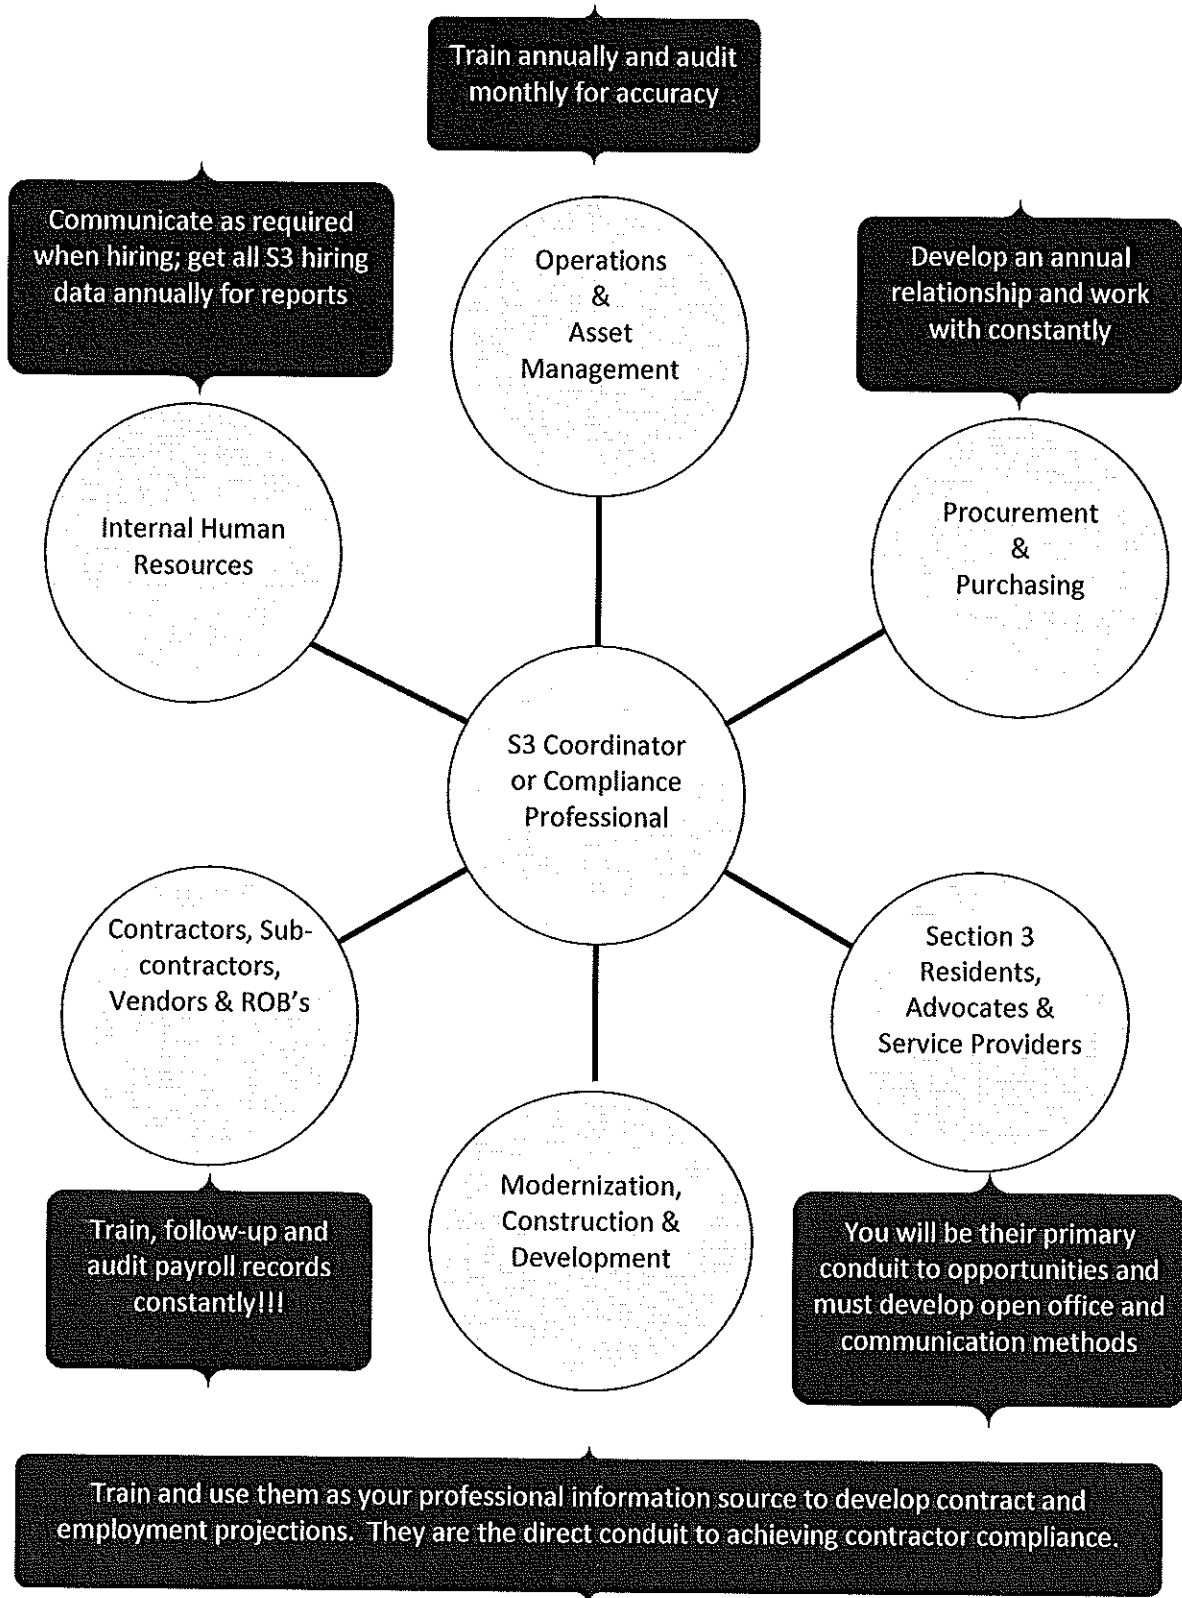 Train annually and audit
monthly for accuracy
Communicate as required
when hiring; get all S3 hiring
data annually for reports
Operations
&
Asset
Management
Develop an annual
relationship and work
with constantly
Internal Human
Resources
Procurement
&
Purchasing
S3 Coordinator
or Compliance
Professional
Contractors, Sub-
contractors,
Vendors & ROB's
Section 3
Residents,
Advocates &
Service Providers
Modernization,
Construction &
Development
Train, follow-up and
audit payroll records
constantly!!!
You will be their primary
conduit to opportunities and
must develop open office and
communication methods
Train and use them as your professional information source to develop contract and
employment projections.  They are the direct conduit to achieving contractor compliance.